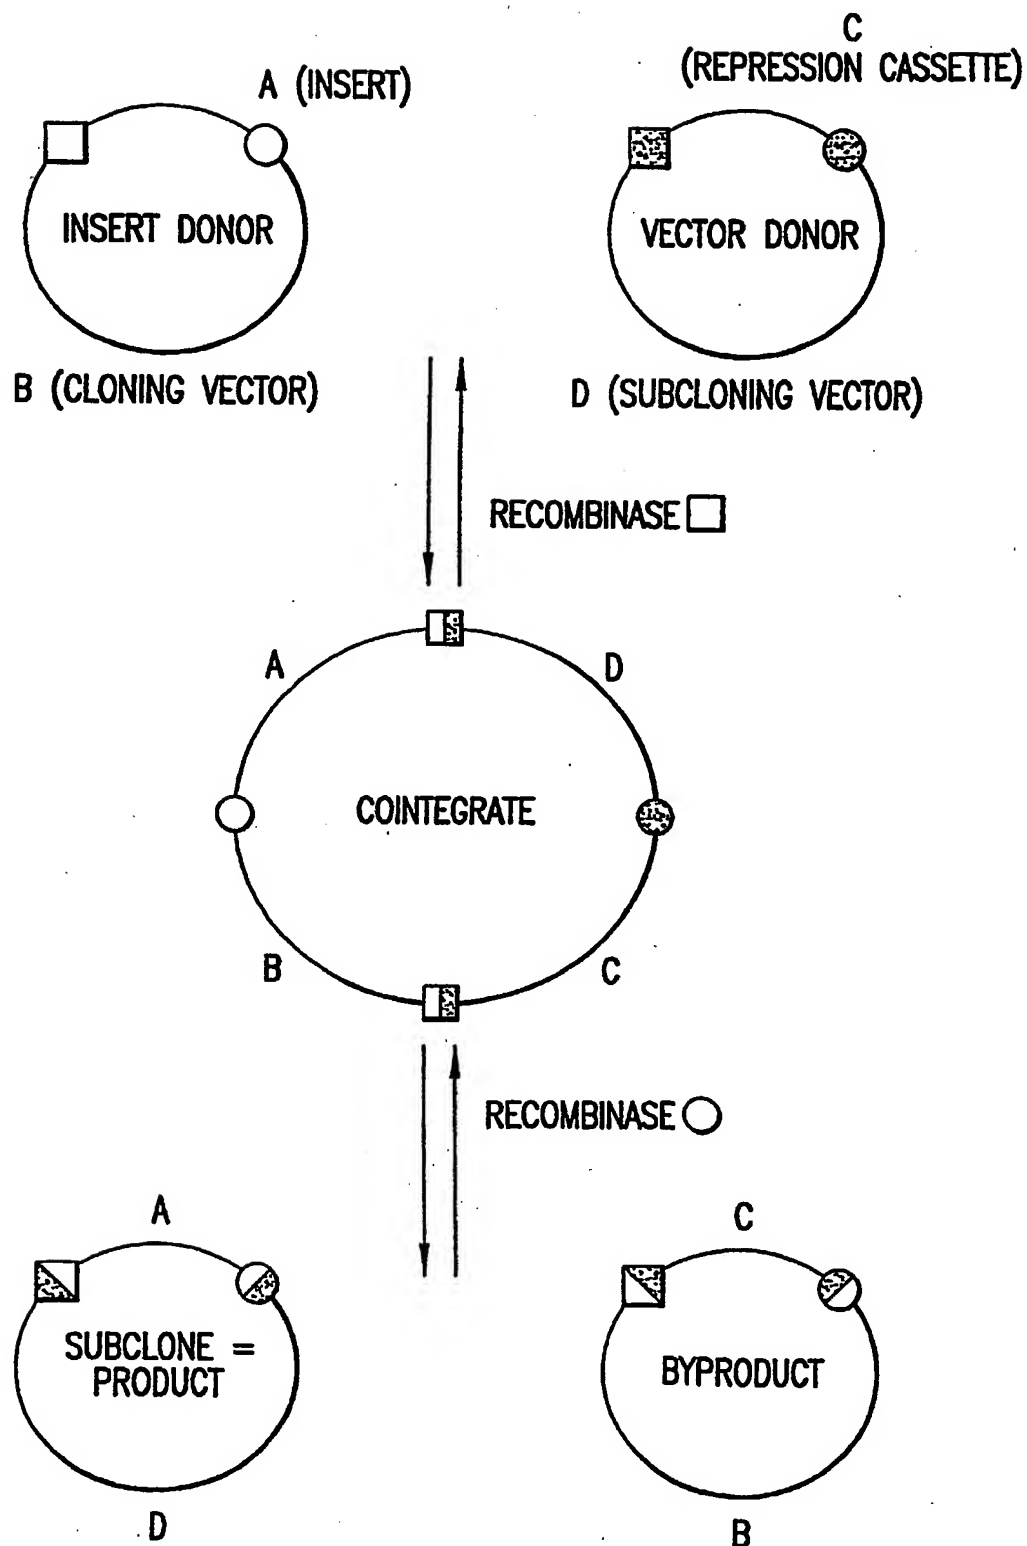 C
(REPRESSION CASSETTE)
A (INSERT)
INSERT DONOR
VECTOR DONOR
B (CLONING VECTOR)
D (SUBCLONING VECTOR)
RECOMBINASE
A
D
COINTEGRATE
B
C
RECOMBINASE
A
C
SUBCLONE =
PRODUCT
BYPRODUCT
D
B